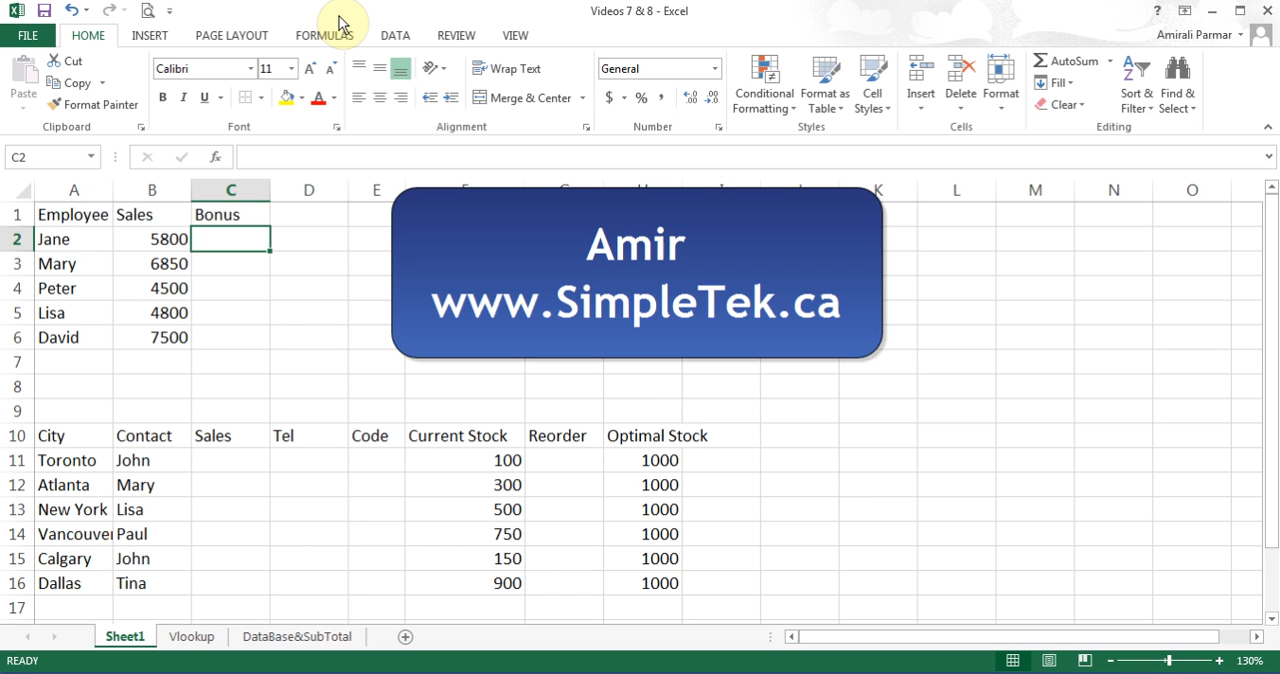 Videos 7 & 8 - Excel
?
FILE HOME INSERT PAGE LAYOUT FORMULAS DATA REVIEW VIEW Amirali Parmar
Paste
Cut
Copy
Format Painter
Clipboard
Calibri 11
B I U
Font
Wrap Text
Merge & Center
Alignment
General
$ % ,
Number
Conditional Formatting
Format as Table
Cell Styles
Styles
Insert Delete Format
Cells
AutoSum
Fill
Clear
Sort & Filter
Find & Select
Editing
C2 fx
A B C D E K L M N O
1 Employee Sales Bonus
2 Jane 5800
3 Mary 6850
4 Peter 4500
5 Lisa 4800
6 David 7500
7
8
9
Amir
www.SimpleTek.ca
10 City Contact Sales Tel Code Current Stock Reorder Optimal Stock
11 Toronto John 100 1000
12 Atlanta Mary 300 1000
13 New York Lisa 500 1000
14 Vancouver Paul 750 1000
15 Calgary John 150 1000
16 Dallas Tina 900 1000
17
Sheet1 Vlookup DataBase&SubTotal
READY 130%